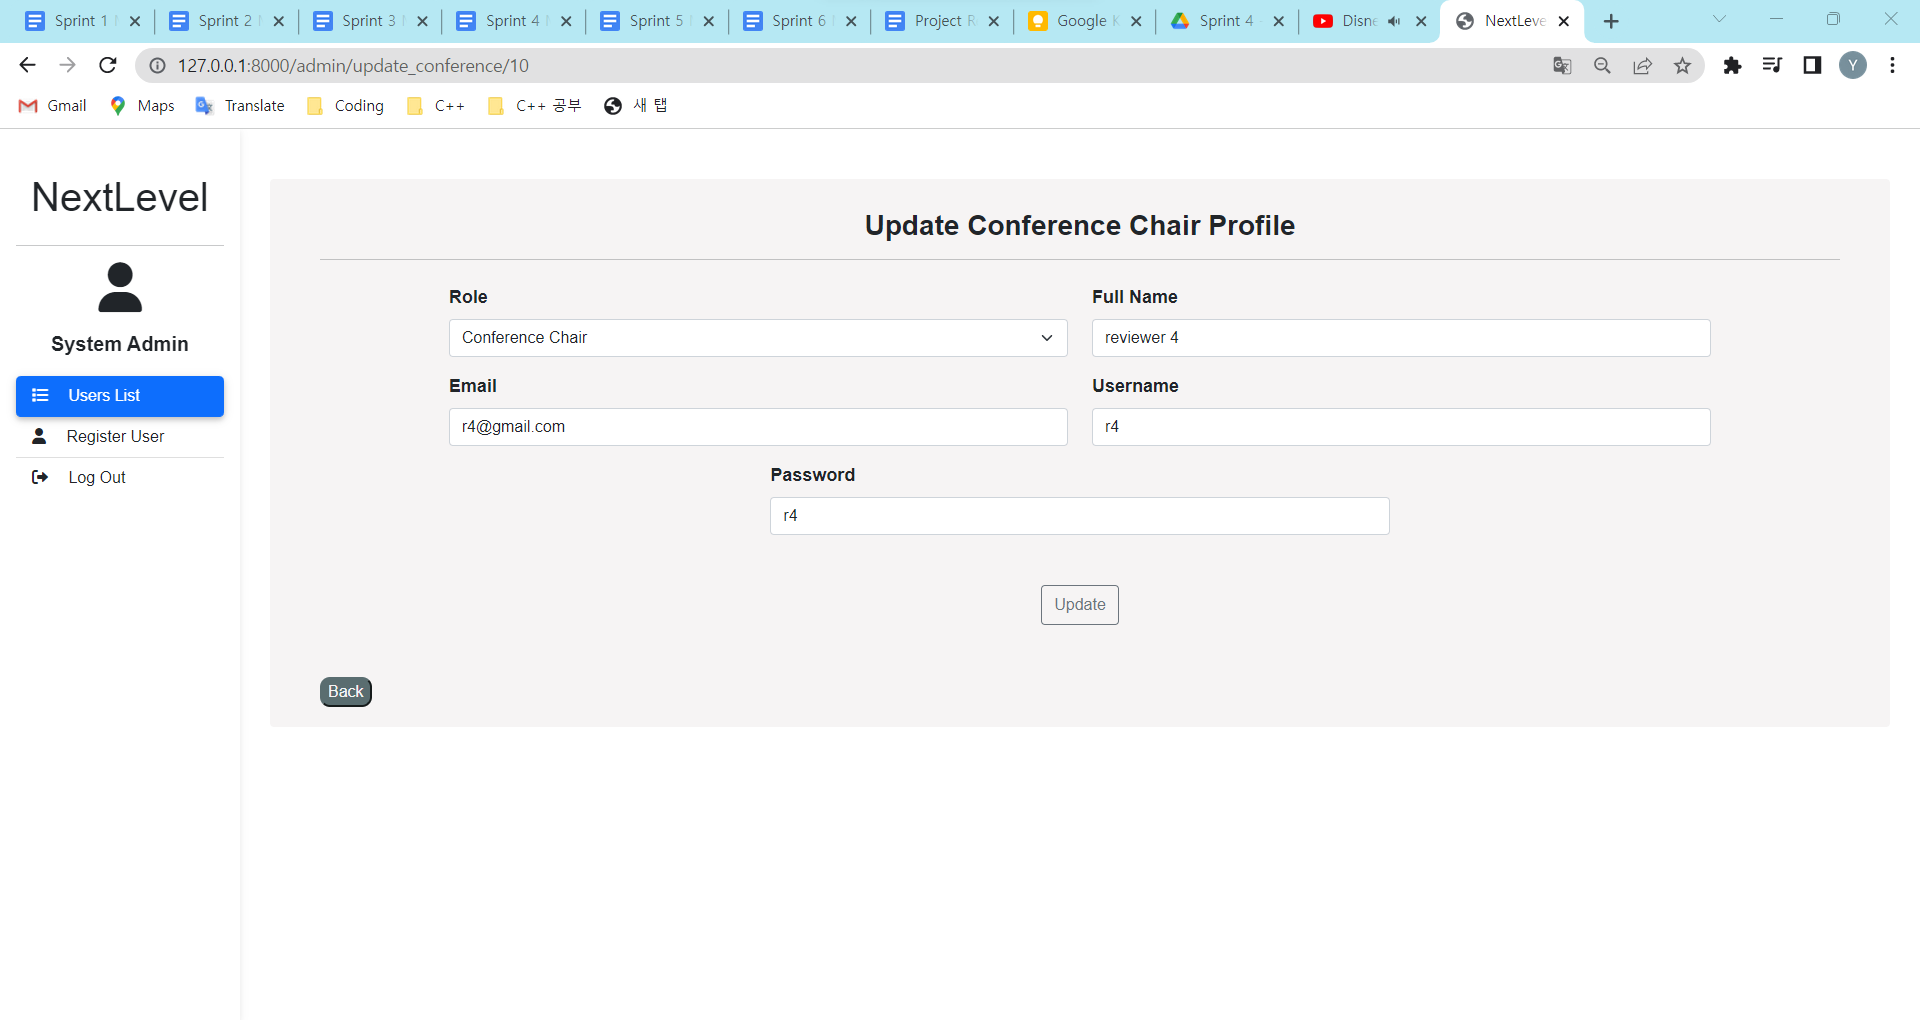 Sprint 1
Sprint 2
Sprint 3
Sprint 4
Sprint 5
Sprint 6
Project R
Google K
Sprint 4 -
Disne
NextLeve
127.0.0.1:8000/admin/update_conference/10
Y
Gmail
Maps
Translate
Coding
C++
C++ 공부
새 탭
NextLevel
System Admin
Users List
Register User
Log Out
Update Conference Chair Profile
Role
Full Name
Conference Chair
reviewer 4
Email
Username
r4@gmail.com
r4
Password
r4
Update
Back